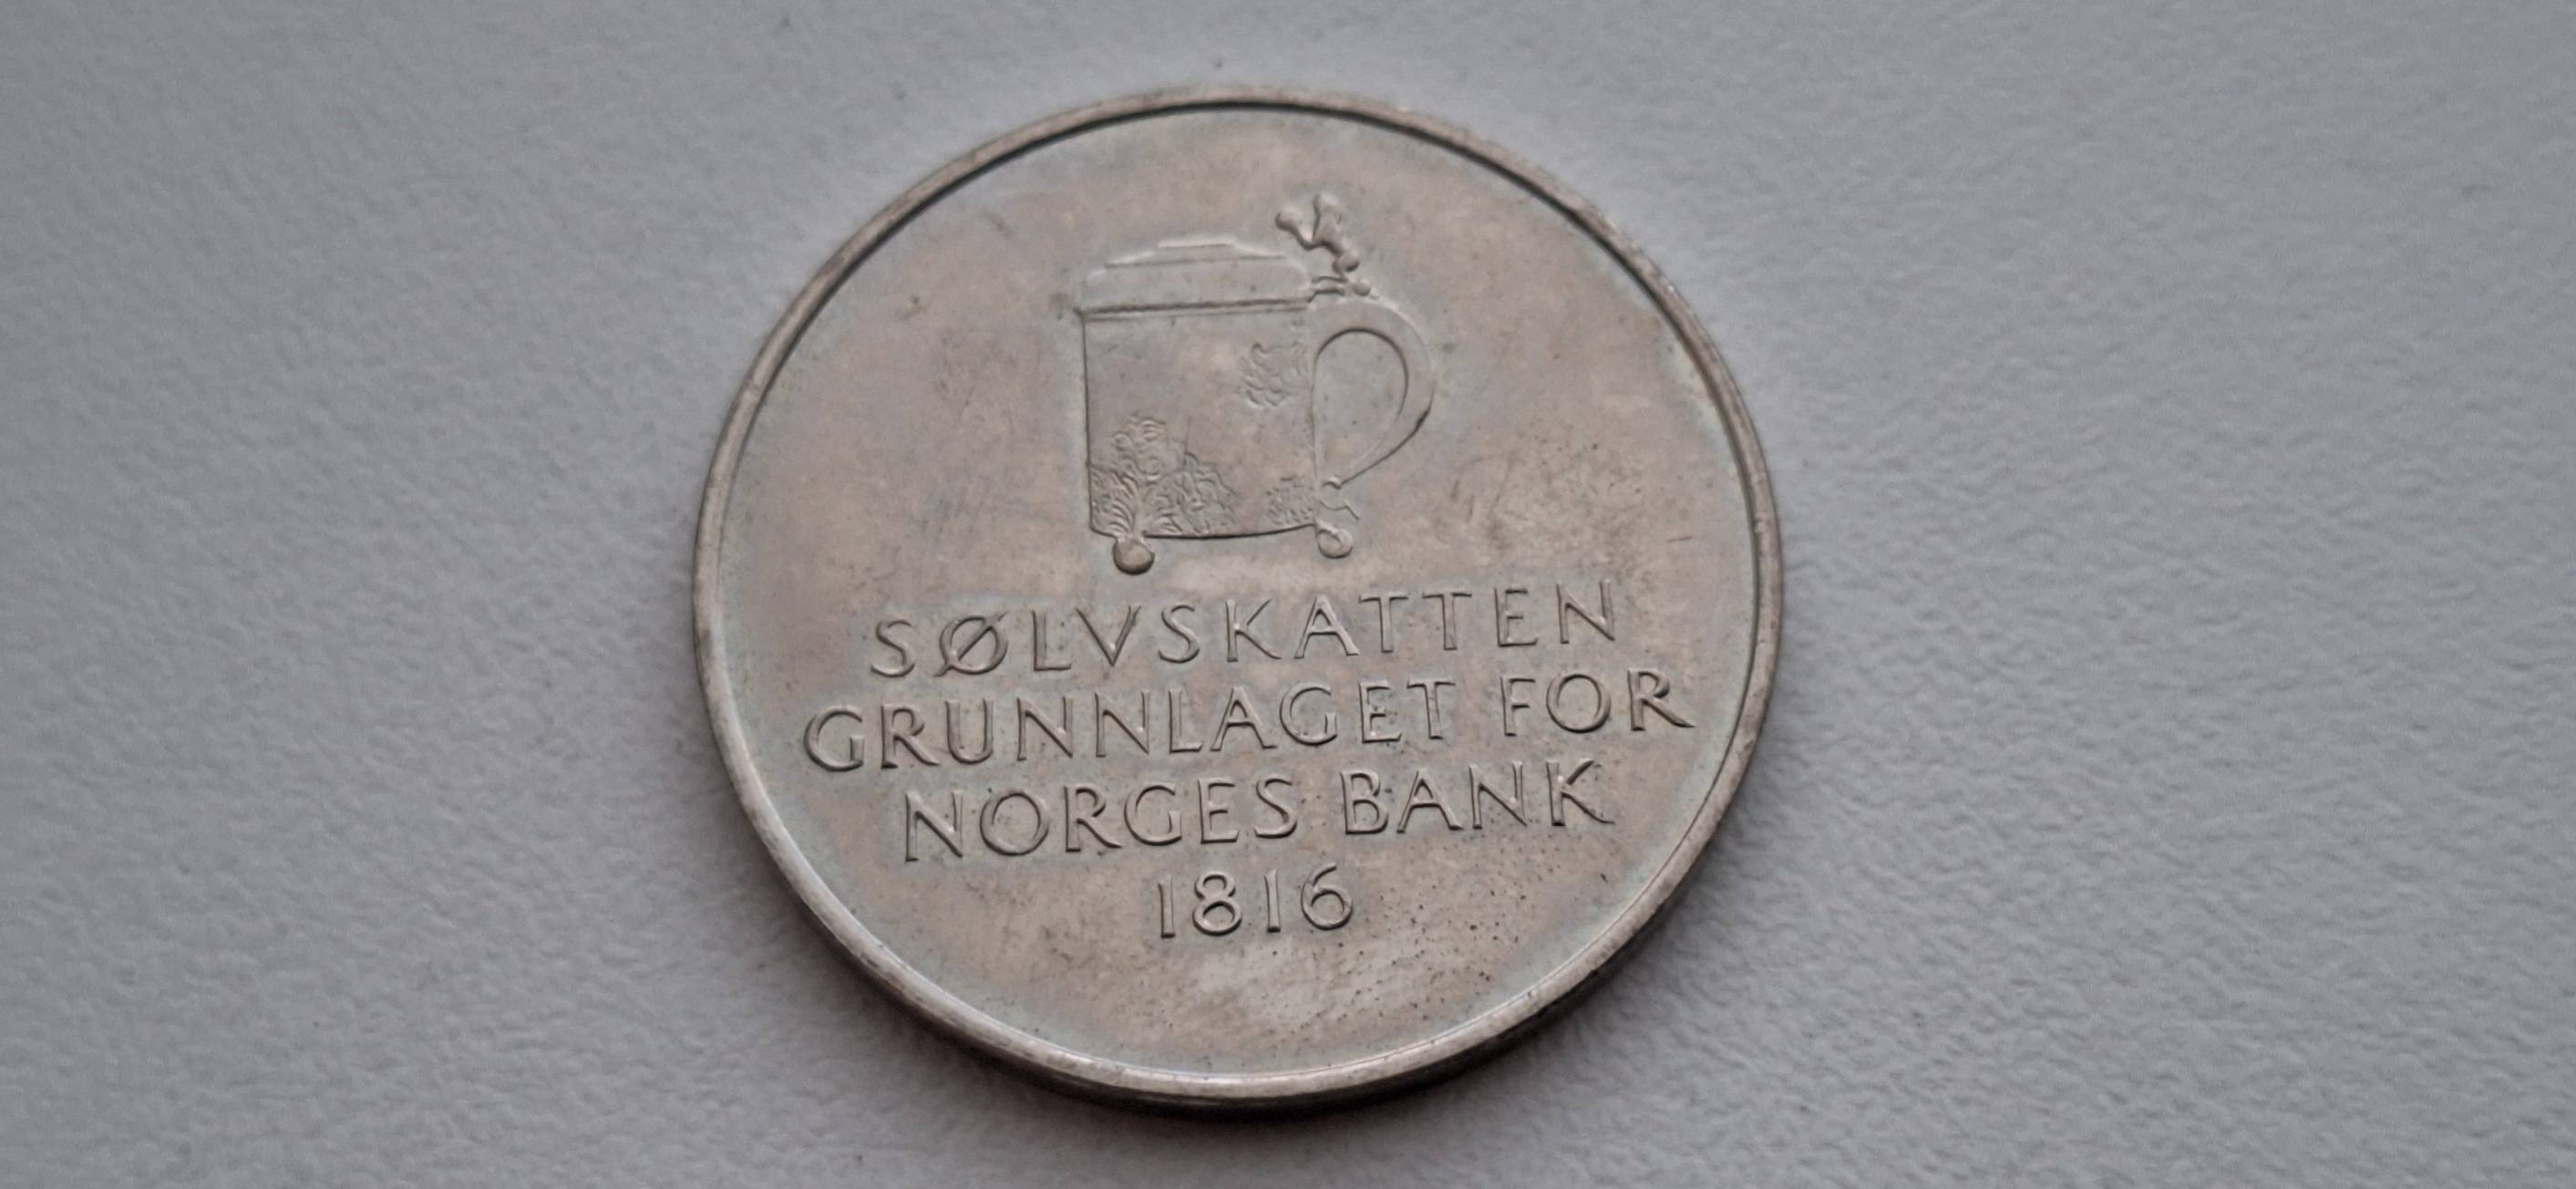 SØLVSKATTEN
GRUNNLAGET FOR
NORGES BANK
1816